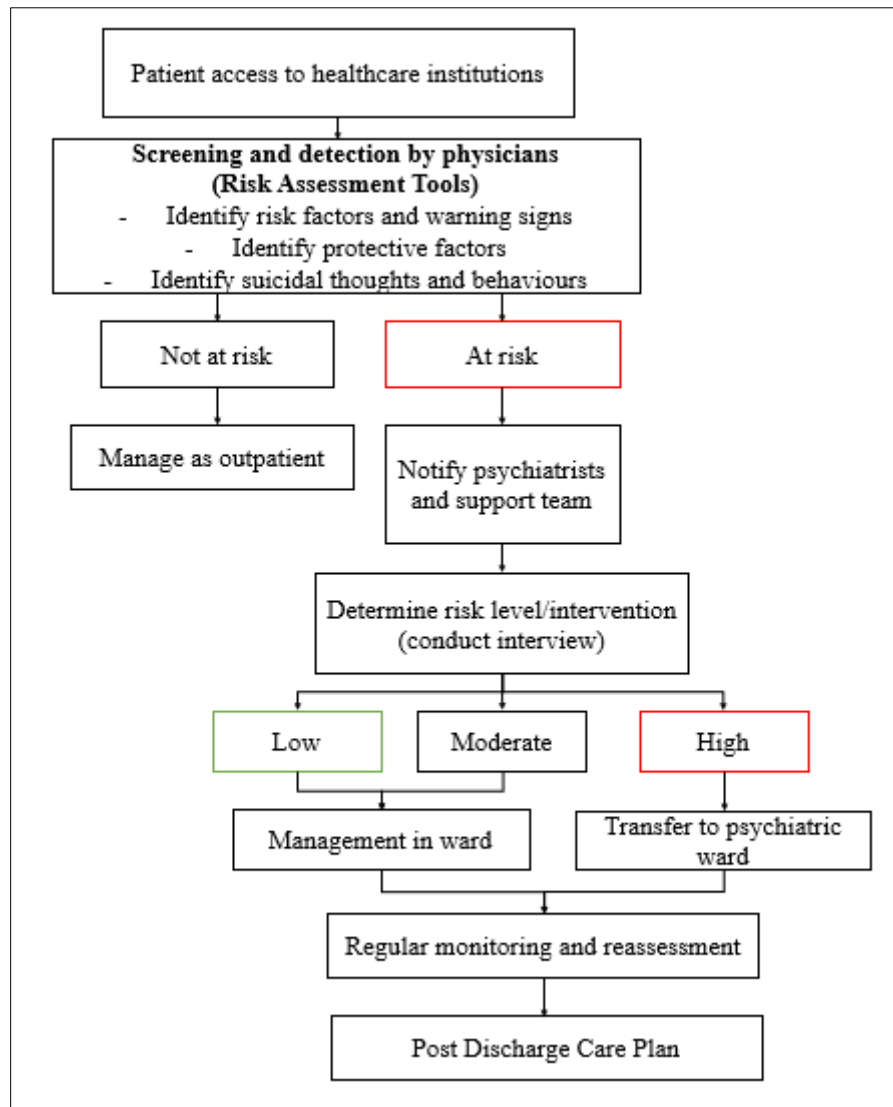 Patient access to healthcare institutions
Screening and detection by physicians
(Risk Assessment Tools)
- Identify risk factors and warning signs
- Identify protective factors
- Identify suicidal thoughts and behaviours
Not at risk
At risk
Manage as outpatient
Notify psychiatrists
and support team
Determine risk level/intervention
(conduct interview)
Low
Moderate
High
Management in ward
Transfer to psychiatric
ward
Regular monitoring and reassessment
Post Discharge Care Plan